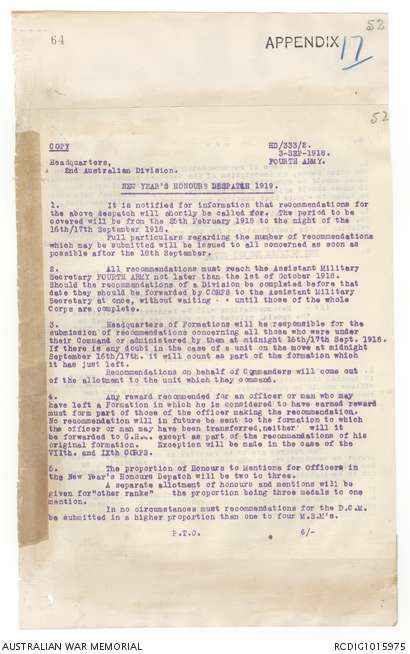 64
52
APPENDIX 17
52
COPY HD/333/2.
3-SEP-1918.
Headquarters, FOURTH ARMY.
2nd Australian Division.
NEW YEAR'S HONOURS DESPATCH 1919.
1. It is notified for information that recommendations for
the above despatch will shortly be called for. The period to be
covered will be from the 25th February 1918 to the night of the
16th/17th September 1918.
Full particulars regarding the number of recommendations
which may be submitted will be issued to all concerned as soon as
possible after the 18th September.
2. All recommendations must reach the Assistant Military
Secretary FOURTH ARMY not later than the 1st of October 1918.
Should the recommendations of a Division be completed before that
date they should be forwarded by CORPS to the Assistant Military
Secretary at once, without waiting - - until those of the whole
Corps are complete.
3. Headquarters of Formations will be responsible for the
submission of recommendations concerning all those who were under
their Command or administered by them at midnight 16th/17th Sept. 1918.
If there is any doubt in the case of a unit on the move at midnight
September 16th/17th. it will count as part of the formation which
it has just left.
Recommendations on behalf of Commanders will come out
of the allotment to the unit which they command.
4. Any reward recommended for an officer or man who may
have left a Formation in which he is considered to have earned reward
must form part of those of the officer making the recommendation.
No recommendation will in future be sent to the formation to which
the officer or man may have been transferred, neither will it
be forwarded to G.H.Q. except as part of the recommendations of his
original formation. Exception will be made in the case of the
VIIth. and IXth CORPS.
5. The proportion of Honours to Mentions for Officers in
the New Year's Honours Depatch will be two to three.
A separate allotment of honours and mentions will be
given for"other ranks" the proportion being three medals to one
mention.
In no circumstances must recommendations for the D.C.M.
be submitted in a higher proportion than one to four M.S.M's.
P.T.O. 6/-
AUSTRALIAN WAR MEMORIAL RCDIG1015975